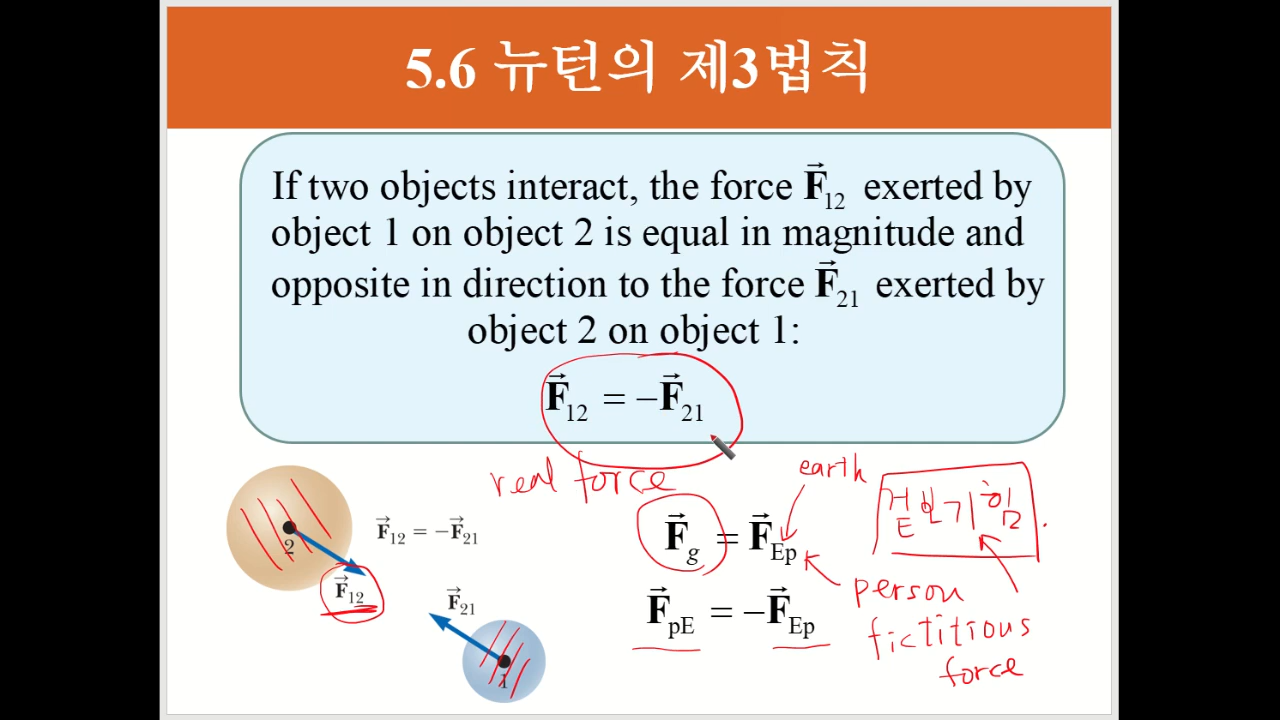 5.6 뉴턴의 제3법칙
If two objects interact, the force F⃗12 exerted by
object 1 on object 2 is equal in magnitude and
opposite in direction to the force F⃗21 exerted by
object 2 on object 1:
F⃗12 = −F⃗21
real force
earth
겉보기힘.
2
F⃗12 = −F⃗21
F⃗12
F⃗21
1
F⃗g = F⃗Ep
person
F⃗pE = −F⃗Ep
fictitious
force